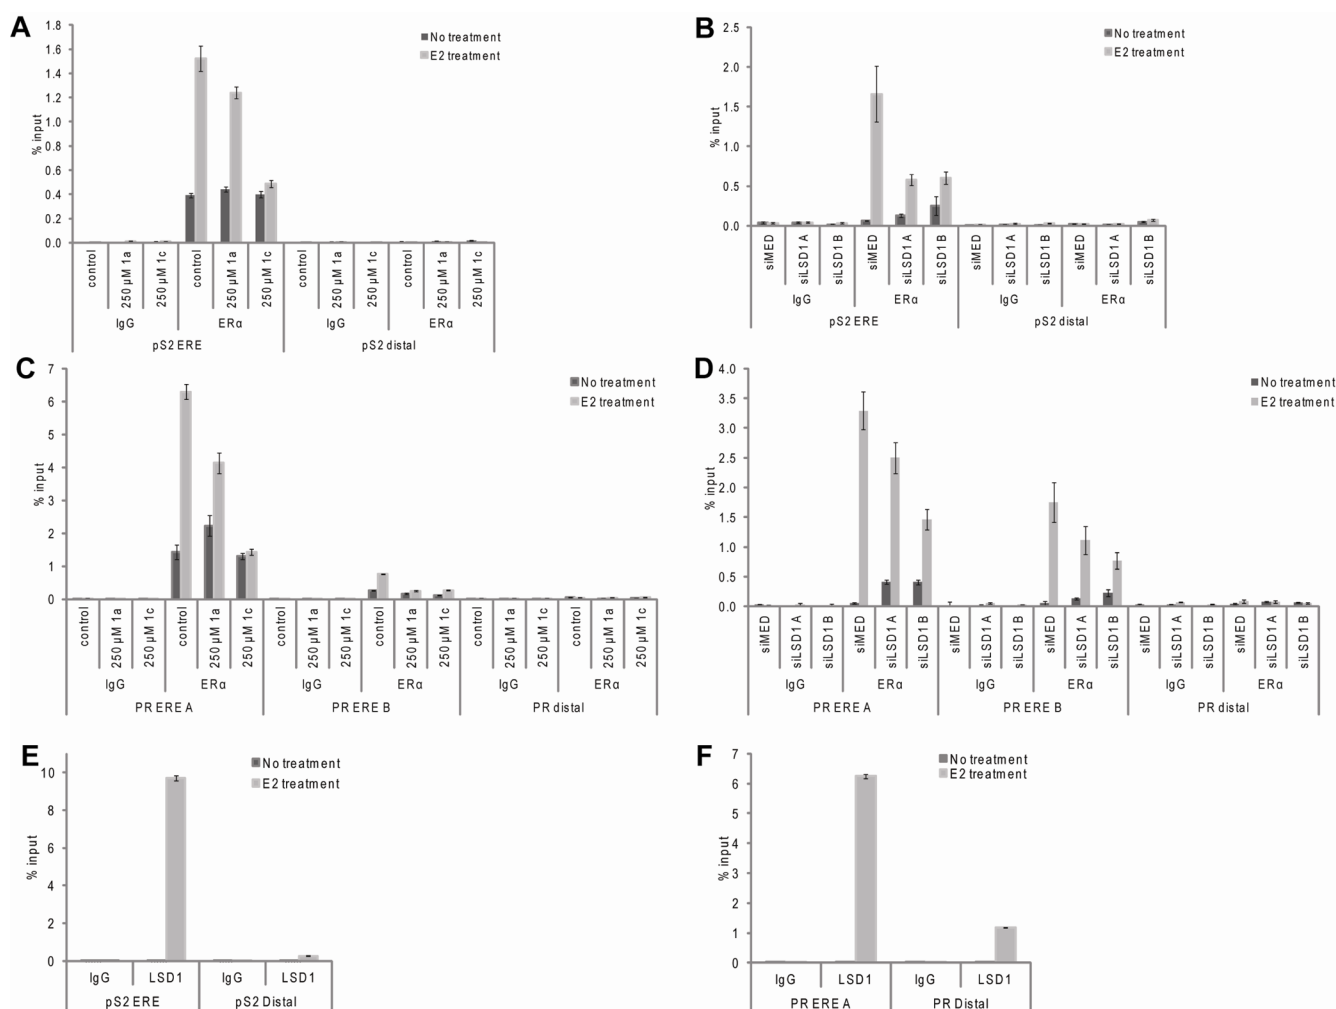 A
1.8
1.6
1.4
1.2
1.0
0.8
0.6
0.4
0.2
0.0
% input
No treatment
E2 treatment
control
250 µM 1a
250 µM 1c
control
250 µM 1a
250 µM 1c
control
250 µM 1a
250 µM 1c
control
250 µM 1a
250 µM 1c
IgG
ERα
IgG
ERα
pS2 ERE
pS2 distal
B
2.5
2.0
1.5
1.0
0.5
0.0
% input
No treatment
E2 treatment
siMED
siLSD1 A
siLSD1 B
siMED
siLSD1 A
siLSD1 B
siMED
siLSD1 A
siLSD1 B
siMED
siLSD1 A
siLSD1 B
IgG
ERα
IgG
ERα
pS2 ERE
pS2 distal
C
7
6
5
4
3
2
1
0
% input
No treatment
E2 treatment
control
250 µM 1a
250 µM 1c
control
250 µM 1a
250 µM 1c
control
250 µM 1a
250 µM 1c
control
250 µM 1a
250 µM 1c
control
250 µM 1a
250 µM 1c
control
250 µM 1a
250 µM 1c
IgG
ERα
IgG
ERα
IgG
ERα
PR ERE A
PR ERE B
PR distal
D
4.0
3.5
3.0
2.5
2.0
1.5
1.0
0.5
0.0
% input
No treatment
E2 treatment
siMED
siLSD1 A
siLSD1 B
siMED
siLSD1 A
siLSD1 B
siMED
siLSD1 A
siLSD1 B
siMED
siLSD1 A
siLSD1 B
siMED
siLSD1 A
siLSD1 B
siMED
siLSD1 A
siLSD1 B
IgG
ERα
IgG
ERα
IgG
ERα
PR ERE A
PR ERE B
PR distal
E
10
8
6
4
2
0
% input
No treatment
E2 treatment
IgG
LSD1
IgG
LSD1
pS2 ERE
pS2 Distal
F
7
6
5
4
3
2
1
0
% input
No treatment
E2 treatment
IgG
LSD1
IgG
LSD1
PR ERE A
PR Distal